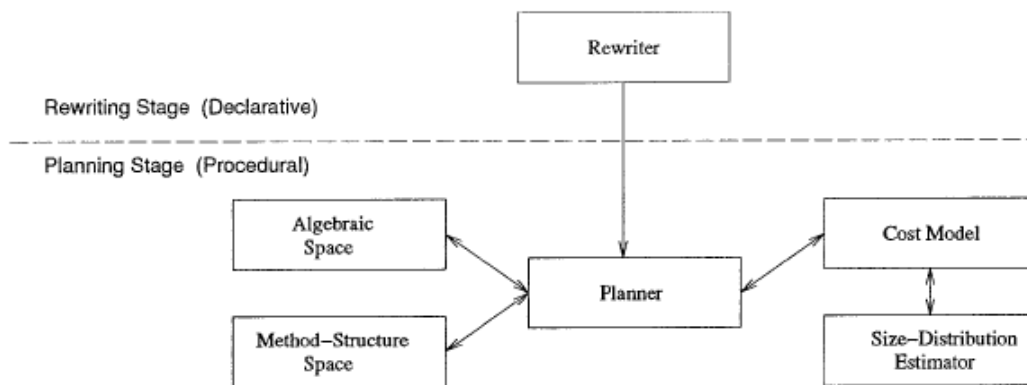 Rewriter
Rewriting Stage (Declarative)
Planning Stage (Procedural)
Algebraic
Space
Cost Model
Planner
Method-Structure
Space
Size-Distribution
Estimator